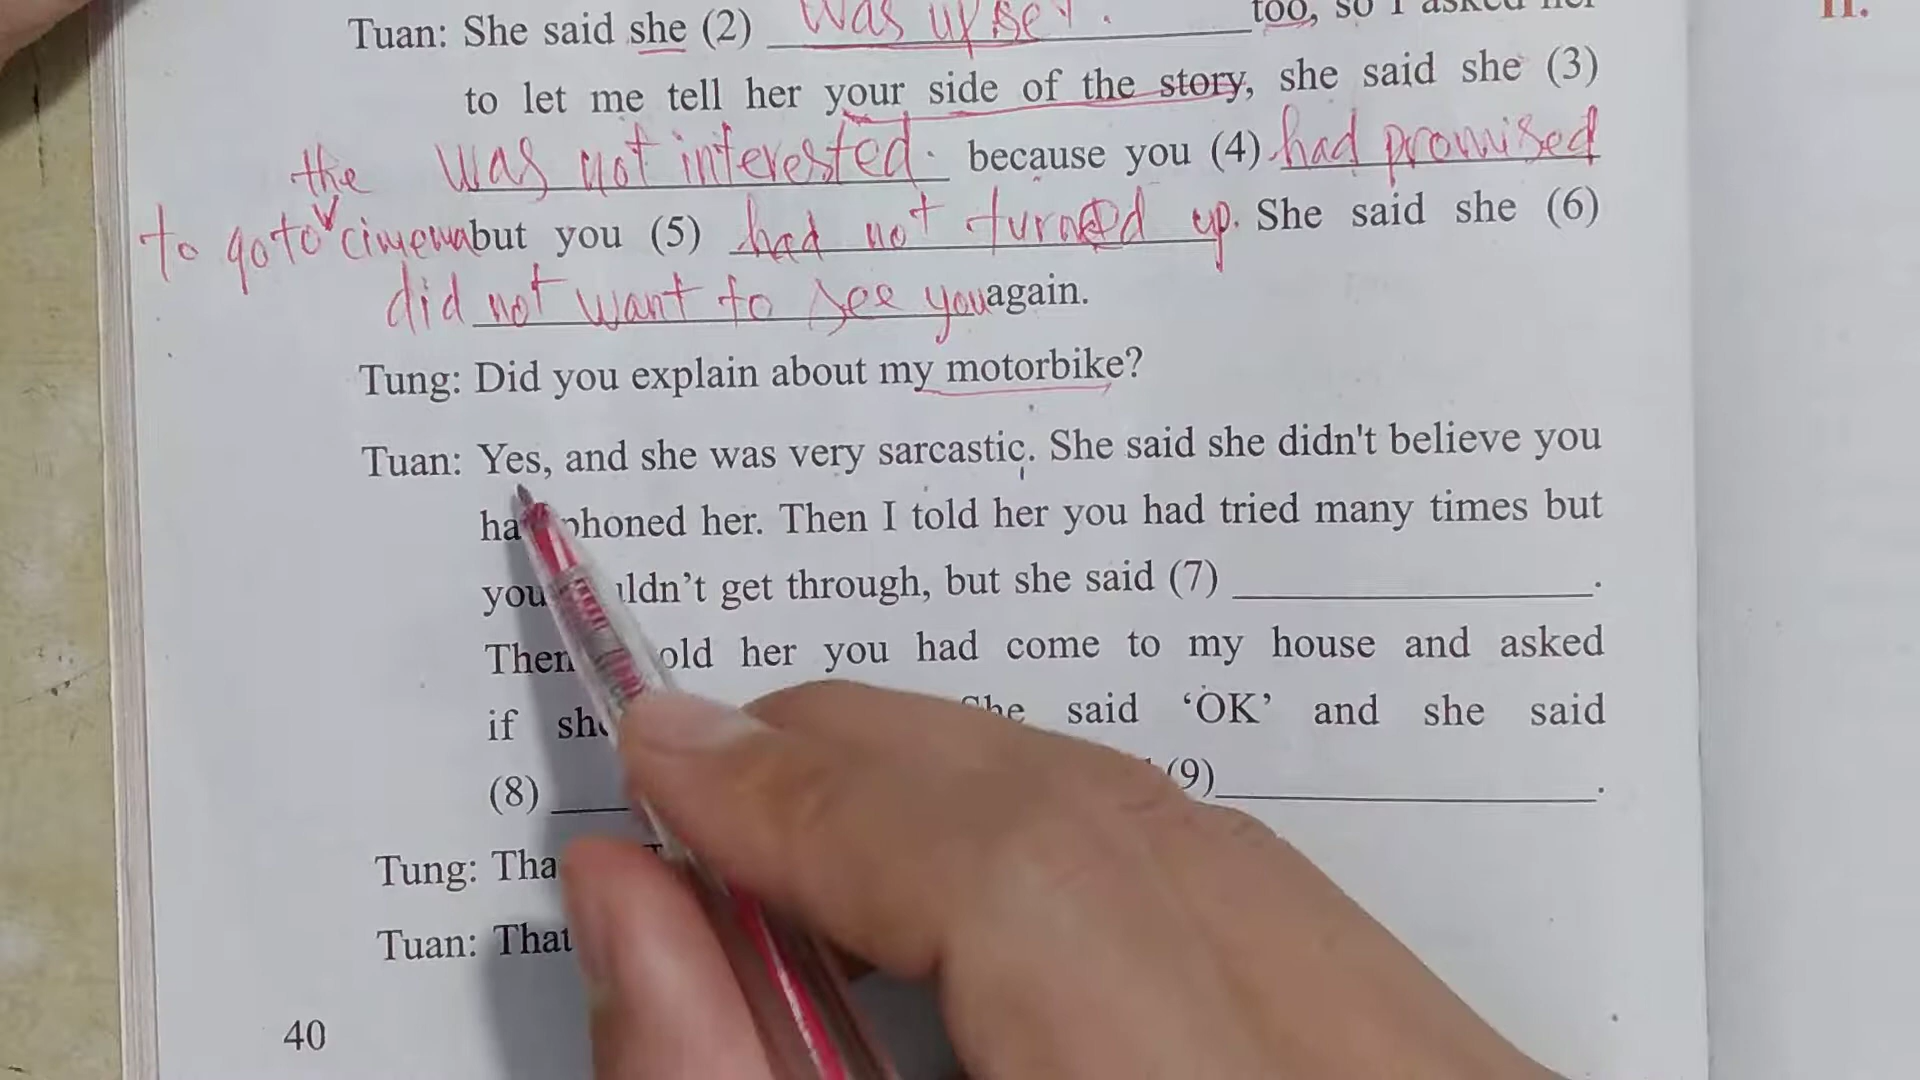 Tuan: She said she (2) was upset. too, so I asked her
II.
to let me tell her your side of the story, she said she (3)
the was not interested. because you (4) had promised
to go to cinema but you (5) had not turned up. She said she (6)
did not want to see you again.
Tung: Did you explain about my motorbike?
Tuan: Yes, and she was very sarcastic. She said she didn't believe you
phoned her. Then I told her you had tried many times but
you get through, but she said (7) .
Then her you had come to my house and asked
if She said ‘OK’ and she said
(8) (9) .
Tung:
Tuan: That
40